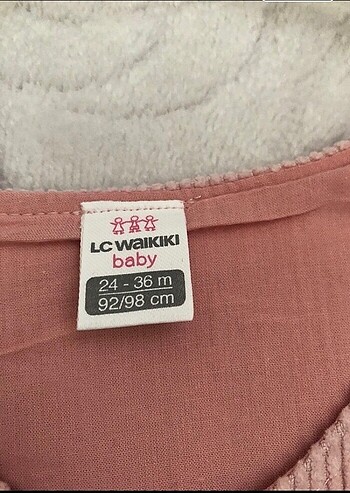 LC WAIKIKI
baby
24 - 36 m
92/98 cm